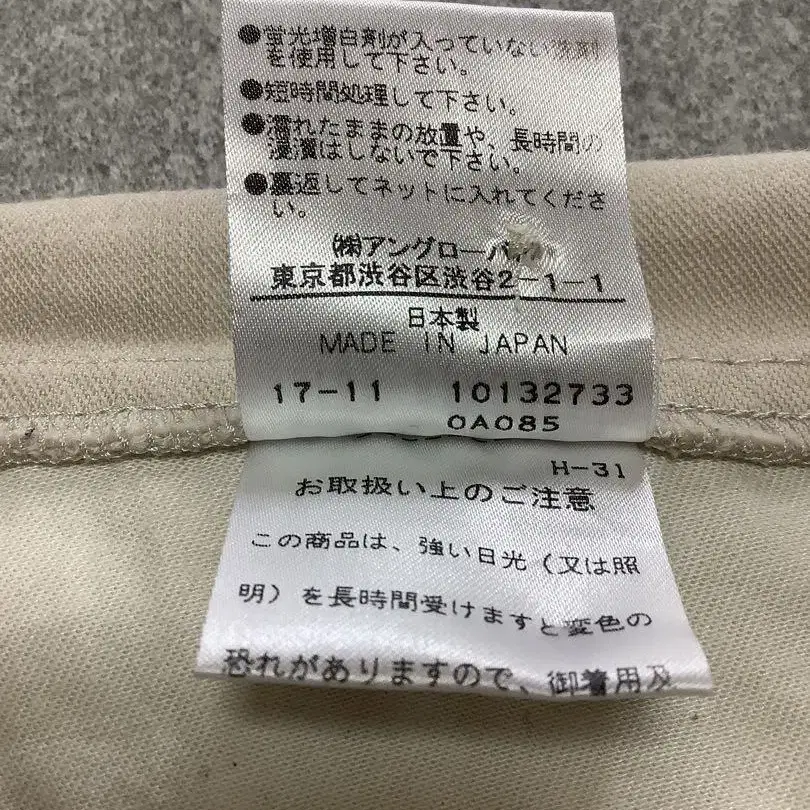 ●蛍光増白剤が入っていない洗剤
を使用して下さい。
●短時間処理して下さい。
●濡れたままの放置や、長時間の
浸漬はしないで下さい。
●裏返してネットに入れてくださ
い。
㈱アングローバル
東京都渋谷区渋谷2-1-1
日本製
MADE IN JAPAN
17-11 10132733
0A085
H-31
お取扱い上のご注意
この商品は、強い日光（又は照
明）を長時間受けますと変色の
恐れがありますので、御着用及